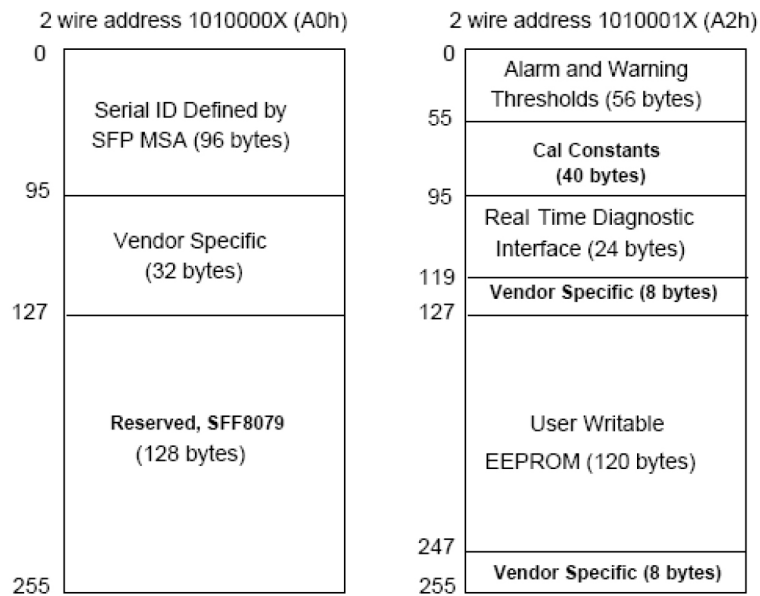 2 wire address 1010000X (A0h)
0
Serial ID Defined by
SFP MSA (96 bytes)
95
Vendor Specific
(32 bytes)
127
Reserved, SFF8079
(128 bytes)
255
2 wire address 1010001X (A2h)
0
Alarm and Warning
Thresholds (56 bytes)
55
Cal Constants
(40 bytes)
95
Real Time Diagnostic
Interface (24 bytes)
119
Vendor Specific (8 bytes)
127
User Writable
EEPROM (120 bytes)
247
Vendor Specific (8 bytes)
255